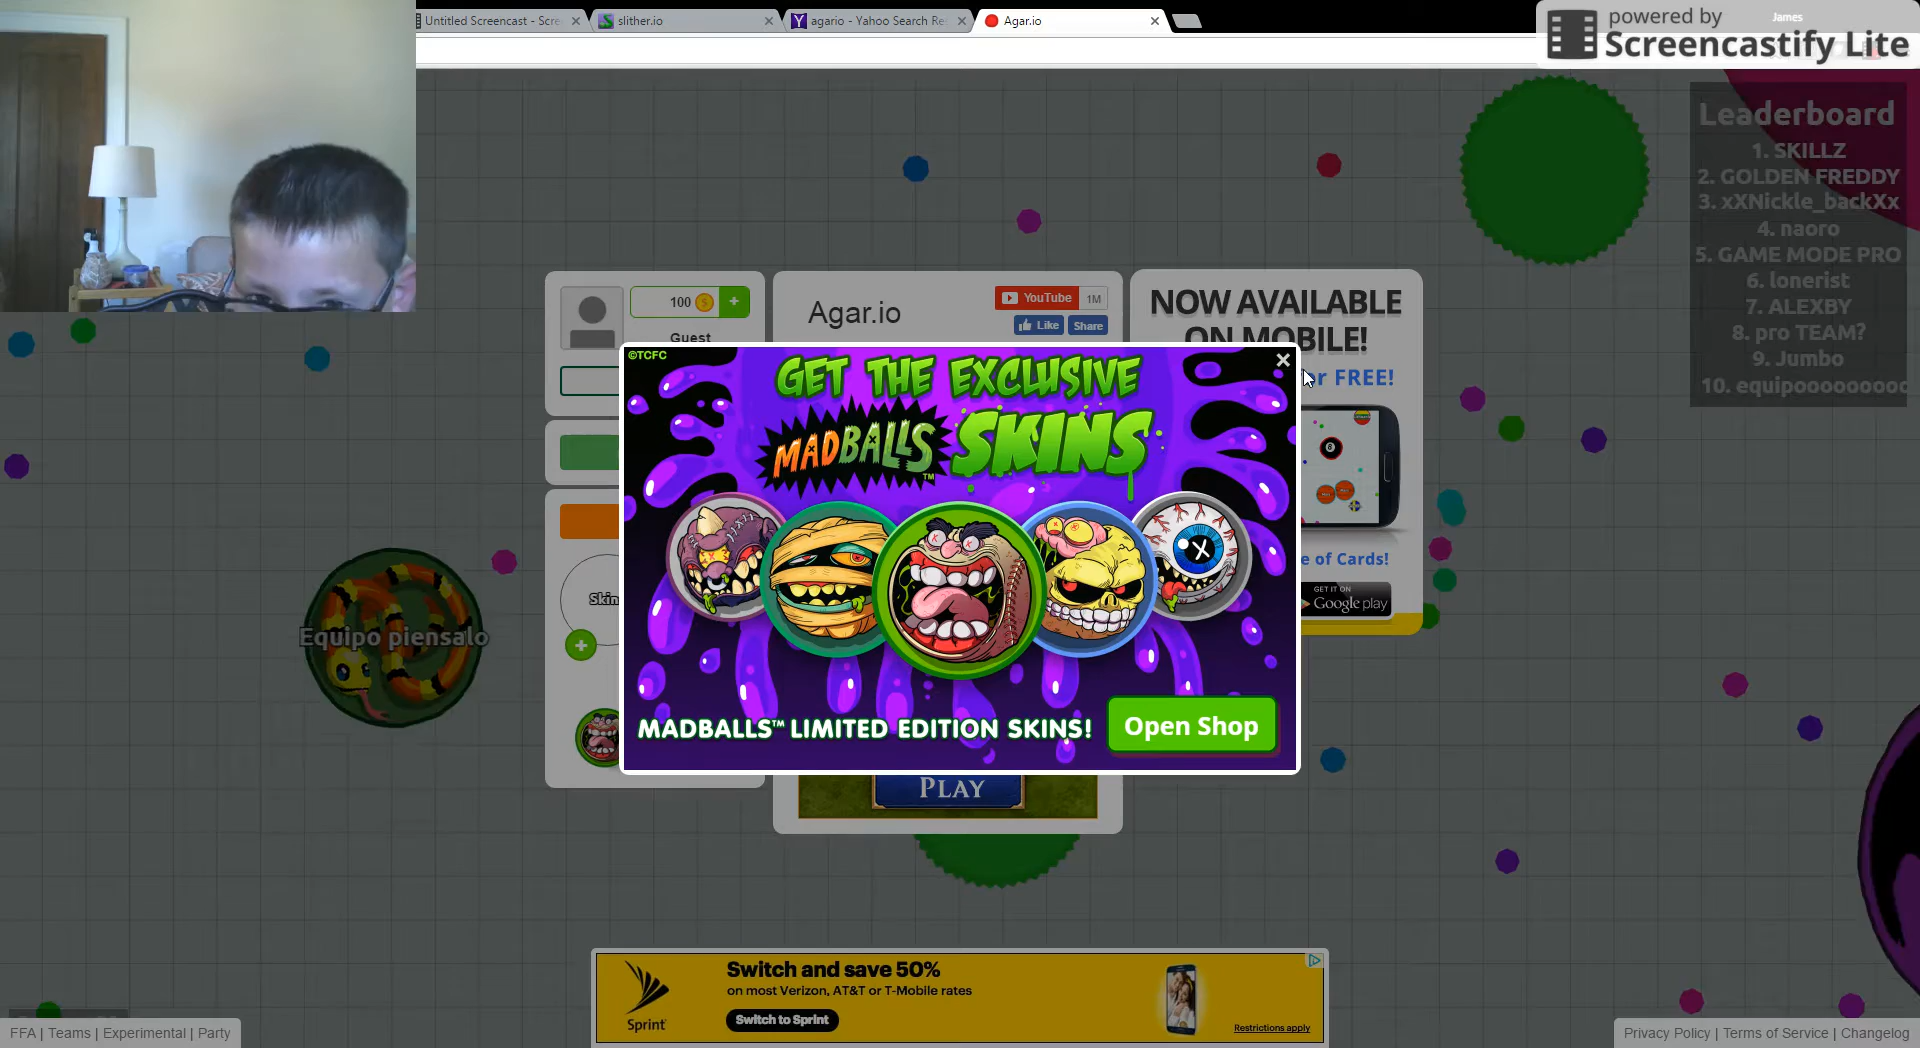 Untitled Screencast - Scre
slither.io
agario - Yahoo Search Re
Agar.io
powered by
James
Screencastify Lite
Leaderboard
1. SKILLZ
2. GOLDEN FREDDY
3. xXNickle_backXx
4. naoro
5. GAME MODE PRO
6. lonerist
7. ALEXBY
8. pro TEAM?
9. Jumbo
10. equipooooooooo
100
+
Guest
Agar.io
YouTube 1M
Like Share
NOW AVAILABLE
ON MOBILE!
or FREE!
©TCFC
GET THE EXCLUSIVE
MADBALLS™ SKINS
Equipo piensalo
Skin
e of Cards!
GET IT ON
Google play
MADBALLS™ LIMITED EDITION SKINS!
Open Shop
PLAY
Switch and save 50%
on most Verizon, AT&T or T-Mobile rates
Sprint
Switch to Sprint
Restrictions apply
FFA | Teams | Experimental | Party
Privacy Policy | Terms of Service | Changelog